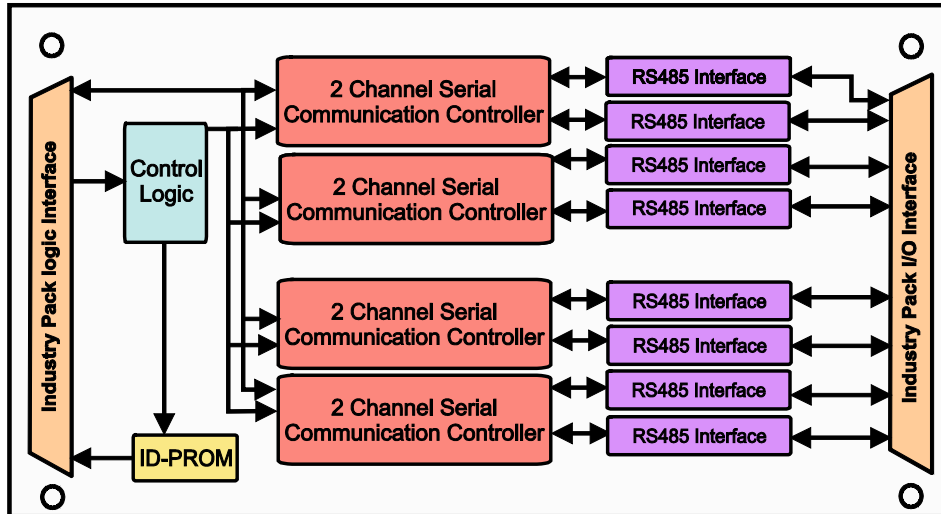 Industry Pack logic Interface
Control
Logic
ID-PROM
2 Channel Serial
Communication Controller
2 Channel Serial
Communication Controller
2 Channel Serial
Communication Controller
2 Channel Serial
Communication Controller
RS485 Interface
RS485 Interface
RS485 Interface
RS485 Interface
RS485 Interface
RS485 Interface
RS485 Interface
RS485 Interface
Industry Pack I/O Interface